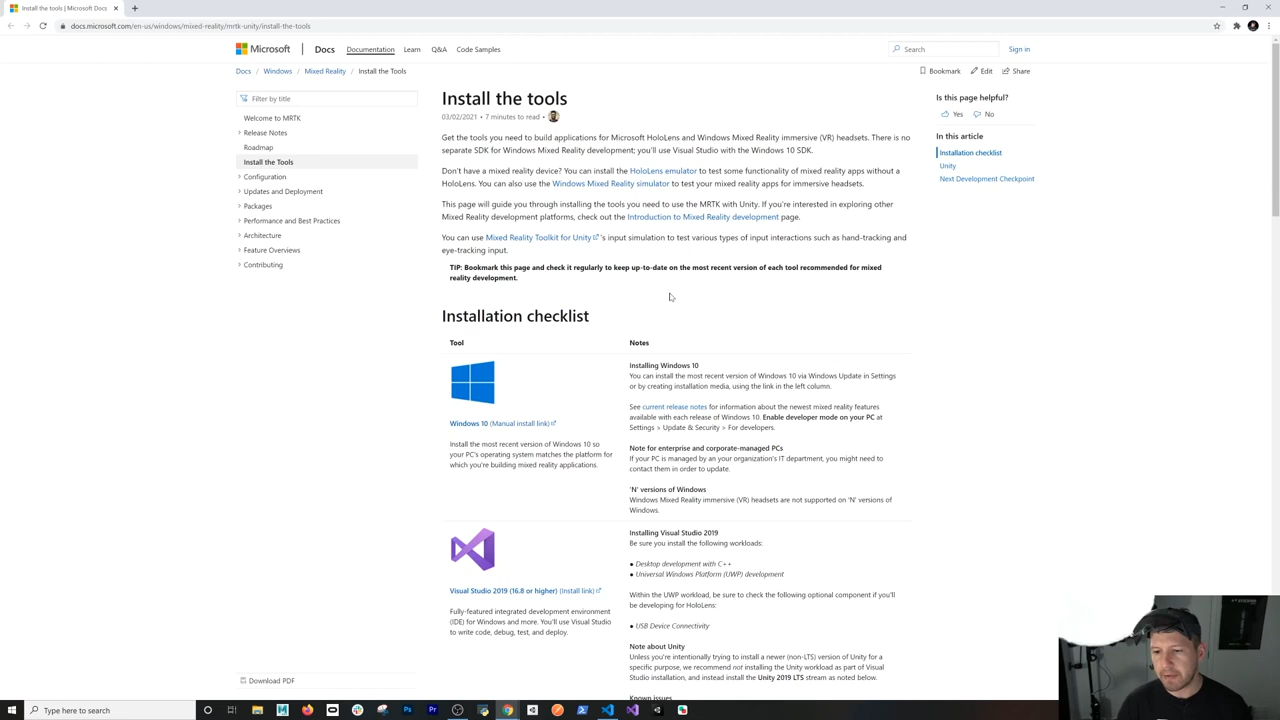 Install the tools | Microsoft Docs
docs.microsoft.com/en-us/windows/mixed-reality/mrtk-unity/install-the-tools
Microsoft Docs Documentation Learn Q&A Code Samples
Search
Sign in
Docs Windows Mixed Reality Install the Tools
Bookmark Edit Share
Filter by title
Welcome to MRTK
Release Notes
Roadmap
Install the Tools
Configuration
Updates and Deployment
Packages
Performance and Best Practices
Architecture
Feature Overviews
Contributing
Download PDF
Install the tools
03/02/2021 • 7 minutes to read •
Get the tools you need to build applications for Microsoft HoloLens and Windows Mixed Reality immersive (VR) headsets. There is no
separate SDK for Windows Mixed Reality development; you'll use Visual Studio with the Windows 10 SDK.
Don't have a mixed reality device? You can install the HoloLens emulator to test some functionality of mixed reality apps without a
HoloLens. You can also use the Windows Mixed Reality simulator to test your mixed reality apps for immersive headsets.
This page will guide you through installing the tools you need to use the MRTK with Unity. If you're interested in exploring other
Mixed Reality development platforms, check out the Introduction to Mixed Reality development page.
You can use Mixed Reality Toolkit for Unity 's input simulation to test various types of input interactions such as hand-tracking and
eye-tracking input.
TIP: Bookmark this page and check it regularly to keep up-to-date on the most recent version of each tool recommended for mixed
reality development.
Installation checklist
Tool Notes
Windows 10 (Manual install link)
Install the most recent version of Windows 10 so
your PC's operating system matches the platform for
which you're building mixed reality applications.
Installing Windows 10
You can install the most recent version of Windows 10 via Windows Update in Settings
or by creating installation media, using the link in the left column.
See current release notes for information about the newest mixed reality features
available with each release of Windows 10. Enable developer mode on your PC at
Settings > Update & Security > For developers.
Note for enterprise and corporate-managed PCs
If your PC is managed by an your organization's IT department, you might need to
contact them in order to update.
'N' versions of Windows
Windows Mixed Reality immersive (VR) headsets are not supported on 'N' versions of
Windows.
Visual Studio 2019 (16.8 or higher) (Install link)
Fully-featured integrated development environment
(IDE) for Windows and more. You'll use Visual Studio
to write code, debug, test, and deploy.
Installing Visual Studio 2019
Be sure you install the following workloads:
● Desktop development with C++
● Universal Windows Platform (UWP) development
Within the UWP workload, be sure to check the following optional component if you'll
be developing for HoloLens:
● USB Device Connectivity
Note about Unity
Unless you're intentionally trying to install a newer (non-LTS) version of Unity for a
specific purpose, we recommend not installing the Unity workload as part of Visual
Studio installation, and instead install the Unity 2019 LTS stream as noted below.
Known issues
Is this page helpful?
Yes No
In this article
Installation checklist
Unity
Next Development Checkpoint
Type here to search